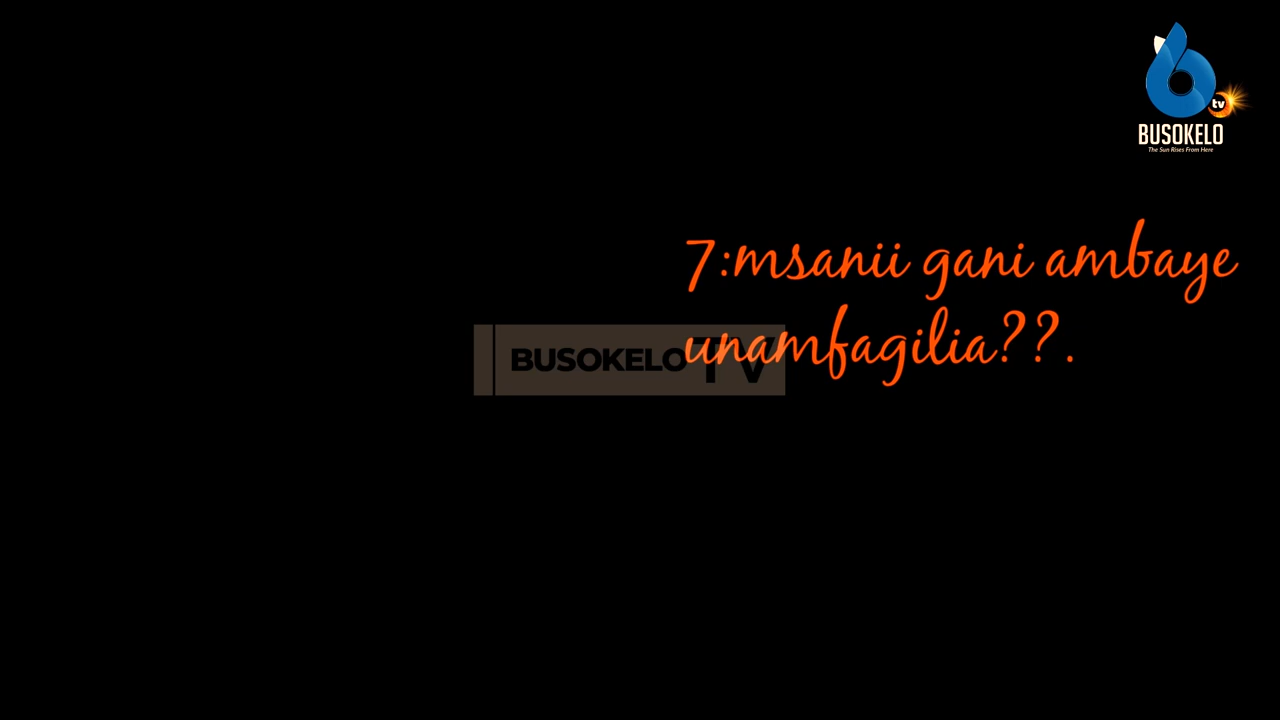 tv
BUSOKELO
The Sun Rises From Here
7:msanii gani ambaye
unamfagilia??.
BUSOKELO TV